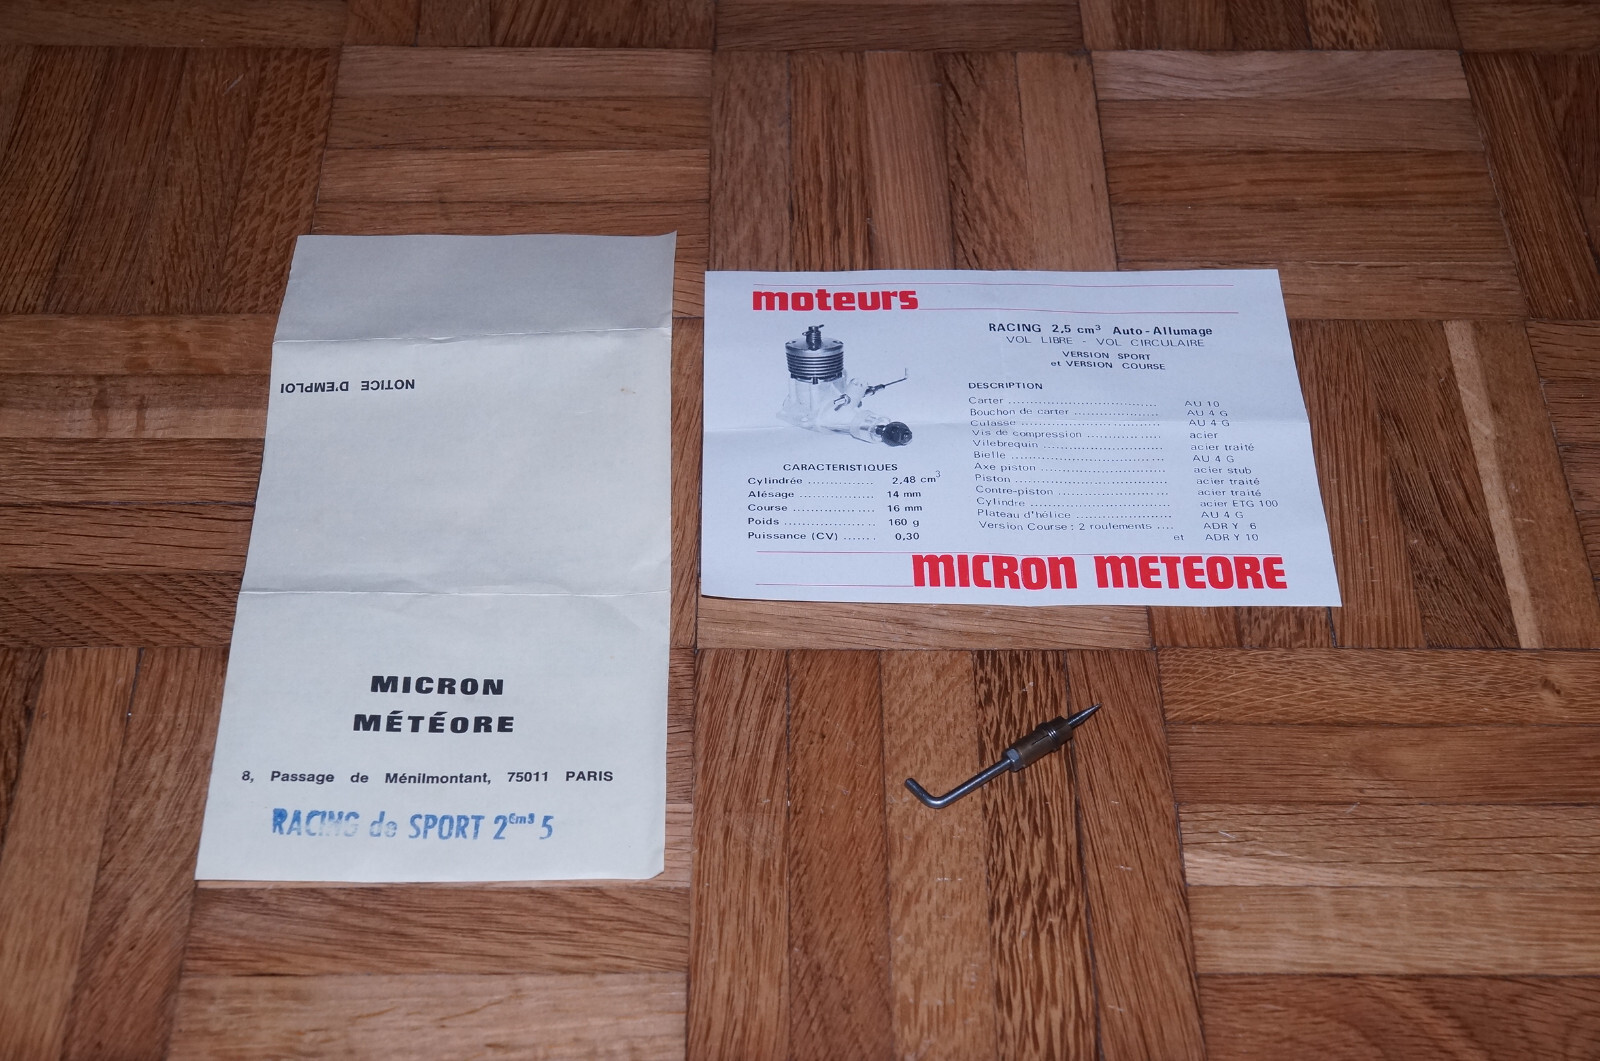 NOTICE D'EMPLOI
MICRON
MÉTÉORE
8, Passage de Ménilmontant, 75011 PARIS
RACING de SPORT 2 cm3 5
moteurs
RACING 2,5 cm³ Auto-Allumage
VOL LIBRE - VOL CIRCULAIRE
VERSION SPORT
et VERSION COURSE
CARACTERISTIQUES
Cylindrée ............. 2,48 cm³
Alésage ................ 14 mm
Course ................. 16 mm
Poids ................... 160 g
Puissance (CV) ....... 0,30
DESCRIPTION
Carter .................................. AU 10
Bouchon de carter ................... AU 4 G
Culasse ................................ AU 4 G
Vis de compression ................. acier
Vilebrequin ............................ acier traité
Bielle .................................... AU 4 G
Axe piston ............................. acier stub
Piston ................................... acier traité
Contre-piston ......................... acier traité
Cylindre ................................ acier ETG 100
Plateau d'hélice ...................... AU 4 G
Version Course : 2 roulements .... ADR Y 6
et ADR Y 10
MICRON METEORE